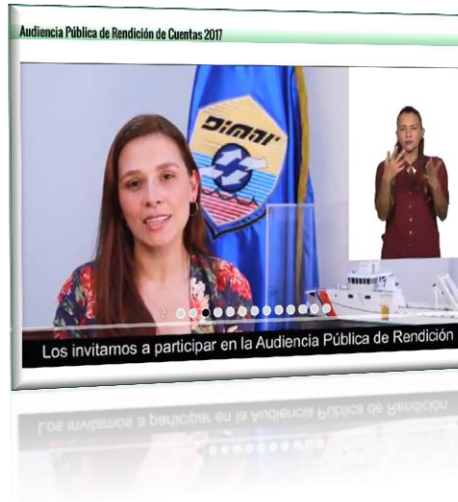 Audiencia Pública de Rendición de Cuentas 2017
Dimar
Los invitamos a participar en la Audiencia Pública de Rendición